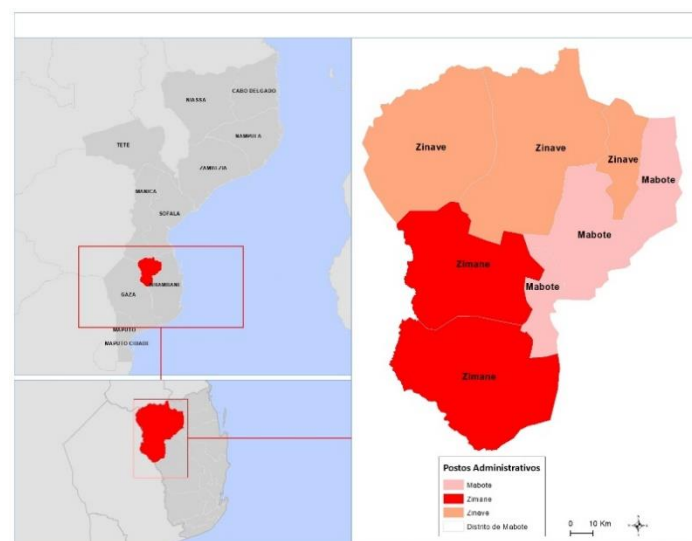 NIASSA
CABO DELGADO
NAMPULA
TETE
ZAMBEZIA
MANICA
SOFALA
GAZA
INHAMBANE
MAPUTO
MAPUTO CIDADE
Zinave
Zinave
Zinave
Mabote
Mabote
Zimane
Mabote
Zimane
Postos Administrativos
Mabote
Zimane
Zinave
Distrito de Mabote
0 10 Km